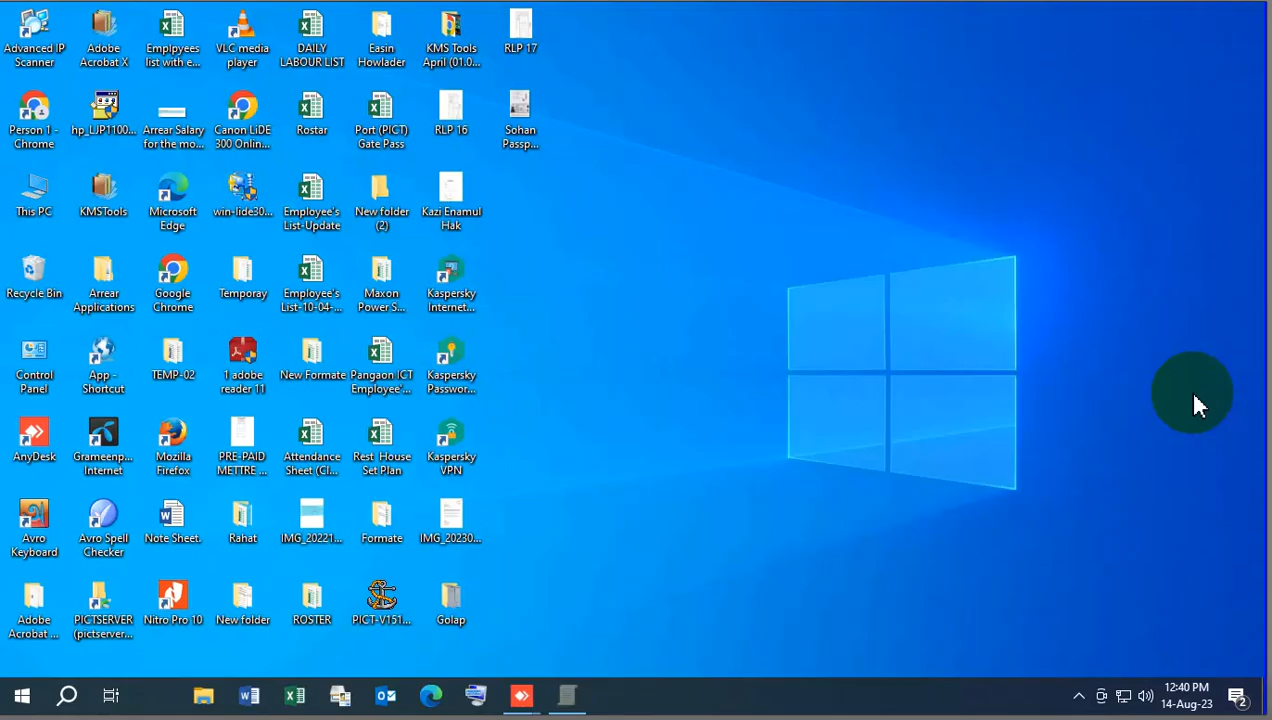 Advanced IP
Scanner
Adobe
Acrobat X
Emplpyees
list with e...
VLC media
player
DAILY
LABOUR LIST
Easin
Howlader
KMS Tools
April (01.0...
RLP 17
Person 1 -
Chrome
hp_LJP1100...
Arrear Salary
for the mo...
Canon LiDE
300 Onlin...
Rostar
Port (PICT)
Gate Pass
RLP 16
Sohan
Passp...
This PC
KMSTools
Microsoft
Edge
win-lide30...
Employee's
List-Update
New folder
(2)
Kazi Enamul
Hak
Recycle Bin
Arrear
Applications
Google
Chrome
Temporay
Employee's
List-10-04-...
Maxon
Power S...
Kaspersky
Internet...
Control
Panel
App -
Shortcut
TEMP-02
1 adobe
reader 11
New Formate
Pangaon ICT
Employee'...
Kaspersky
Passwor...
AnyDesk
Grameenp...
Internet
Mozilla
Firefox
PRE-PAID
METTRE ...
Attendance
Sheet (Cl...
Rest House
Set Plan
Kaspersky
VPN
Avro
Keyboard
Avro Spell
Checker
Note Sheet
Rahat
IMG_20221...
Formate
IMG_20230...
Adobe
Acrobat ...
PICTSERVER
(pictserver...
Nitro Pro 10
New folder
ROSTER
PICT-V151...
Golap
12:40 PM
14-Aug-23
2